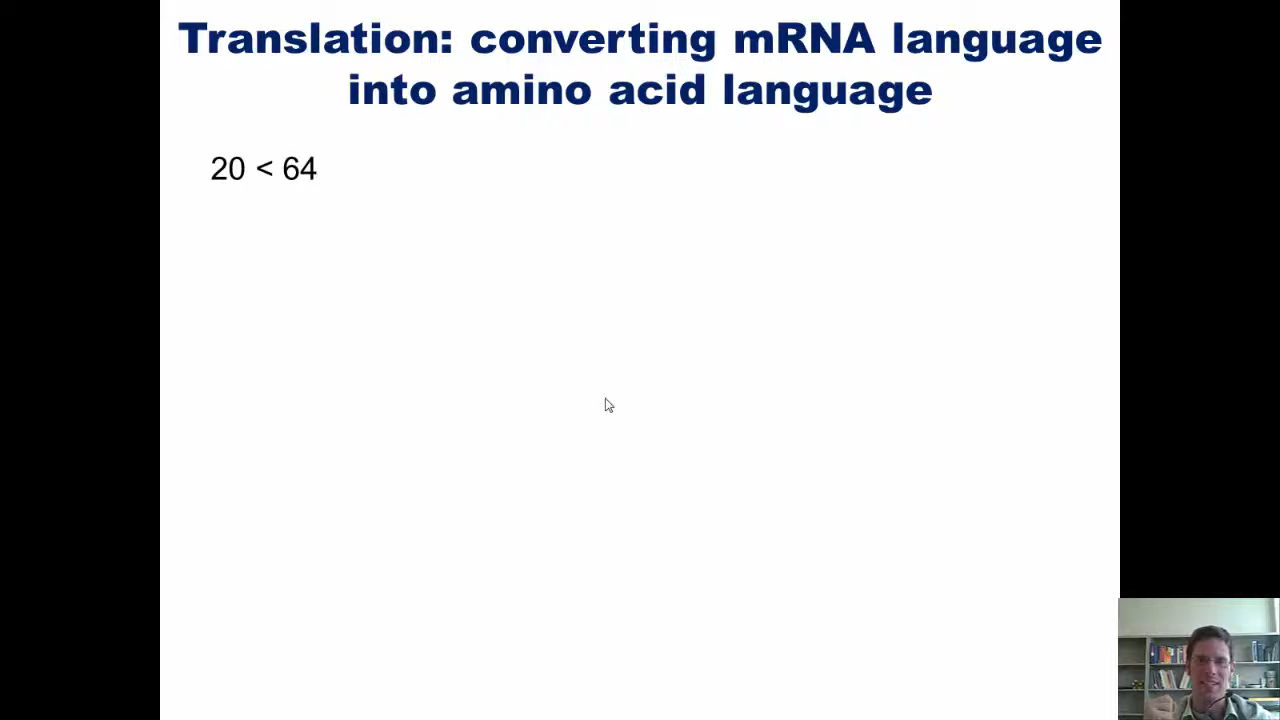 Translation: converting mRNA language
into amino acid language
20 < 64